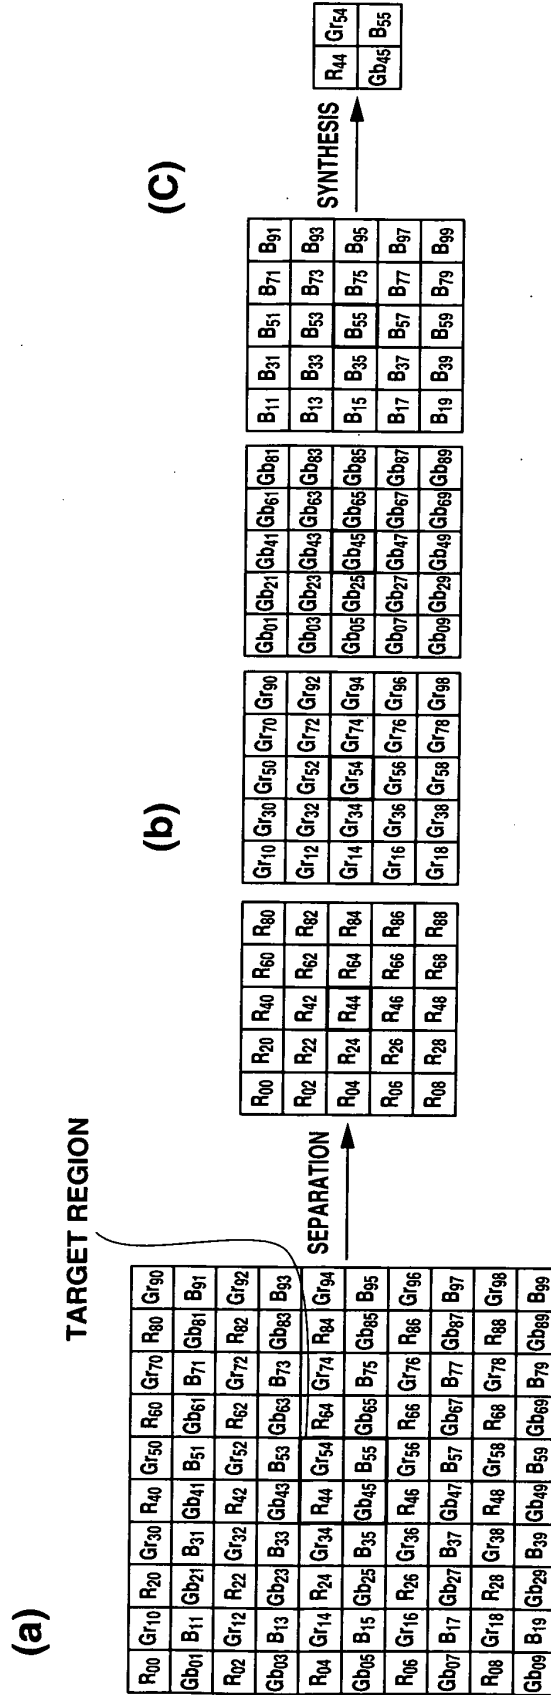 (a)
TARGET REGION
R00 Gr10 R20 Gr30 R40 Gr50 R60 Gr70 R80 Gr90
Gb01 B11 Gb21 B31 Gb41 B51 Gb61 B71 Gb81 B91
R02 Gr12 R22 Gr32 R42 Gr52 R62 Gr72 R82 Gr92
Gb03 B13 Gb23 B33 Gb43 B53 Gb63 B73 Gb83 B93
R04 Gr14 R24 Gr34 R44 Gr54 R64 Gr74 R84 Gr94
Gb05 B15 Gb25 B35 Gb45 B55 Gb65 B75 Gb85 B95
R06 Gr16 R26 Gr36 R46 Gr56 R66 Gr76 R86 Gr96
Gb07 B17 Gb27 B37 Gb47 B57 Gb67 B77 Gb87 B97
R08 Gr18 R28 Gr38 R48 Gr58 R68 Gr78 R88 Gr98
Gb09 B19 Gb29 B39 Gb49 B59 Gb69 B79 Gb89 B99
SEPARATION
(b)
R00 R20 R40 R60 R80
R02 R22 R42 R62 R82
R04 R24 R44 R64 R84
R06 R26 R46 R66 R86
R08 R28 R48 R68 R88
Gr10 Gr30 Gr50 Gr70 Gr90
Gr12 Gr32 Gr52 Gr72 Gr92
Gr14 Gr34 Gr54 Gr74 Gr94
Gr16 Gr36 Gr56 Gr76 Gr96
Gr18 Gr38 Gr58 Gr78 Gr98
Gb01 Gb21 Gb41 Gb61 Gb81
Gb03 Gb23 Gb43 Gb63 Gb83
Gb05 Gb25 Gb45 Gb65 Gb85
Gb07 Gb27 Gb47 Gb67 Gb87
Gb09 Gb29 Gb49 Gb69 Gb89
B11 B31 B51 B71 B91
B13 B33 B53 B73 B93
B15 B35 B55 B75 B95
B17 B37 B57 B77 B97
B19 B39 B59 B79 B99
(C)
SYNTHESIS
R44 Gr54
Gb45 B55